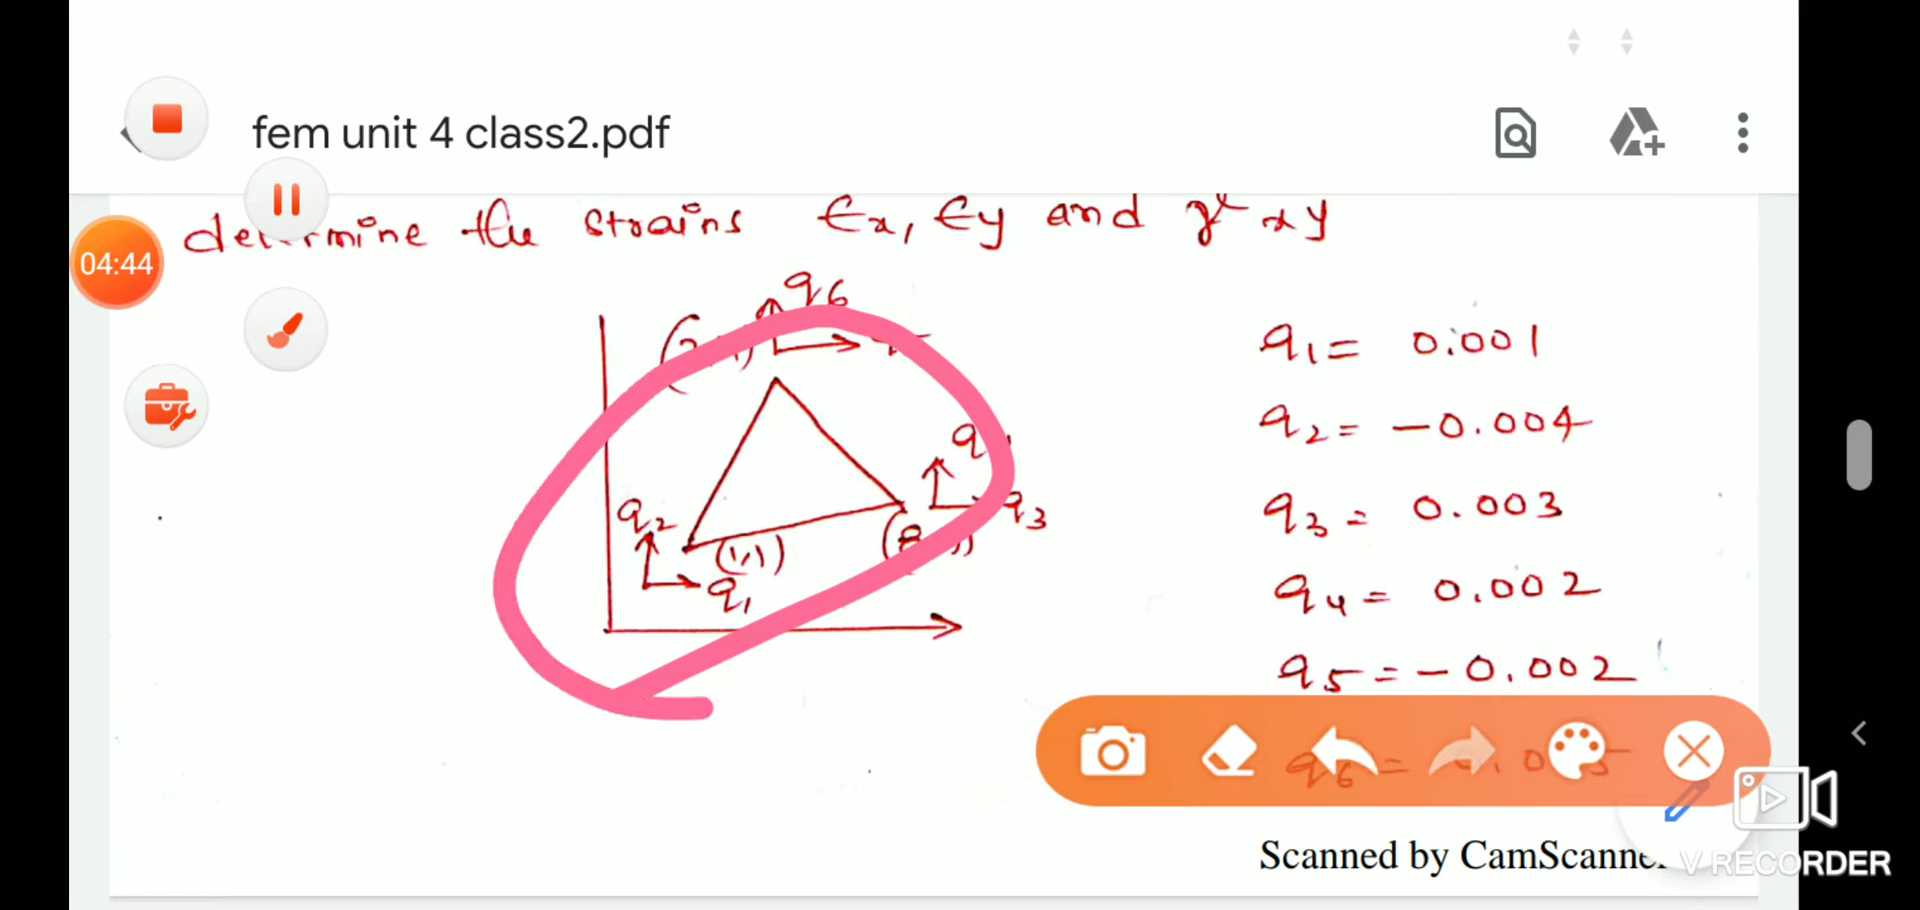 fem unit 4 class2.pdf
04:44
determine the strains ϵx, ϵy and γxy
q6
q2
(1,1)
q1
q3
q1 = 0.001
q2 = -0.004
q3 = 0.003
q4 = 0.002
q5 = -0.002
q6 =
Scanned by CamScanne
V RECORDER